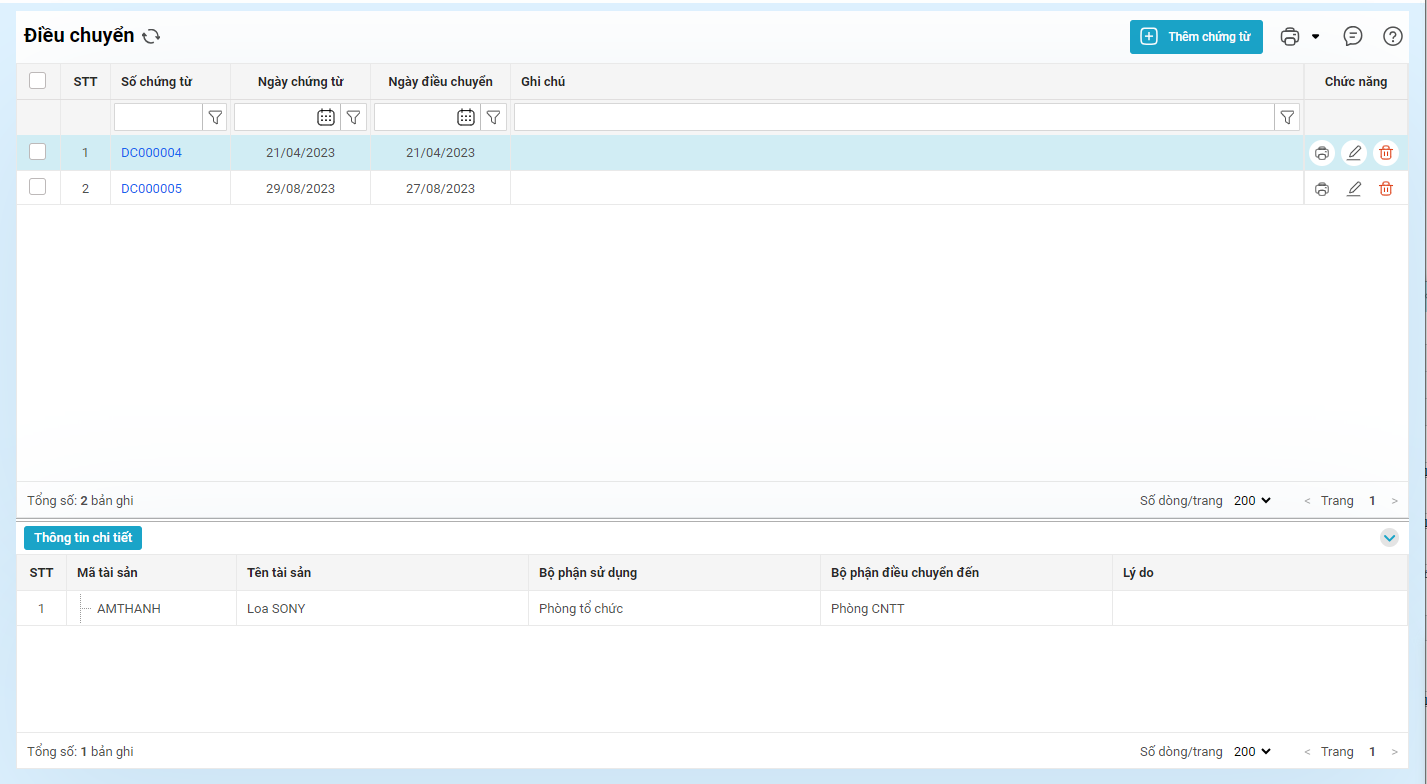 Điều chuyển
Thêm chứng từ
STT Số chứng từ Ngày chứng từ Ngày điều chuyển Ghi chú Chức năng
1 DC000004 21/04/2023 21/04/2023
2 DC000005 29/08/2023 27/08/2023
Tổng số: 2 bản ghi Số dòng/trang 200 < Trang 1 >
Thông tin chi tiết
STT Mã tài sản Tên tài sản Bộ phận sử dụng Bộ phận điều chuyển đến Lý do
1 AMTHANH Loa SONY Phòng tổ chức Phòng CNTT
Tổng số: 1 bản ghi Số dòng/trang 200 < Trang 1 >